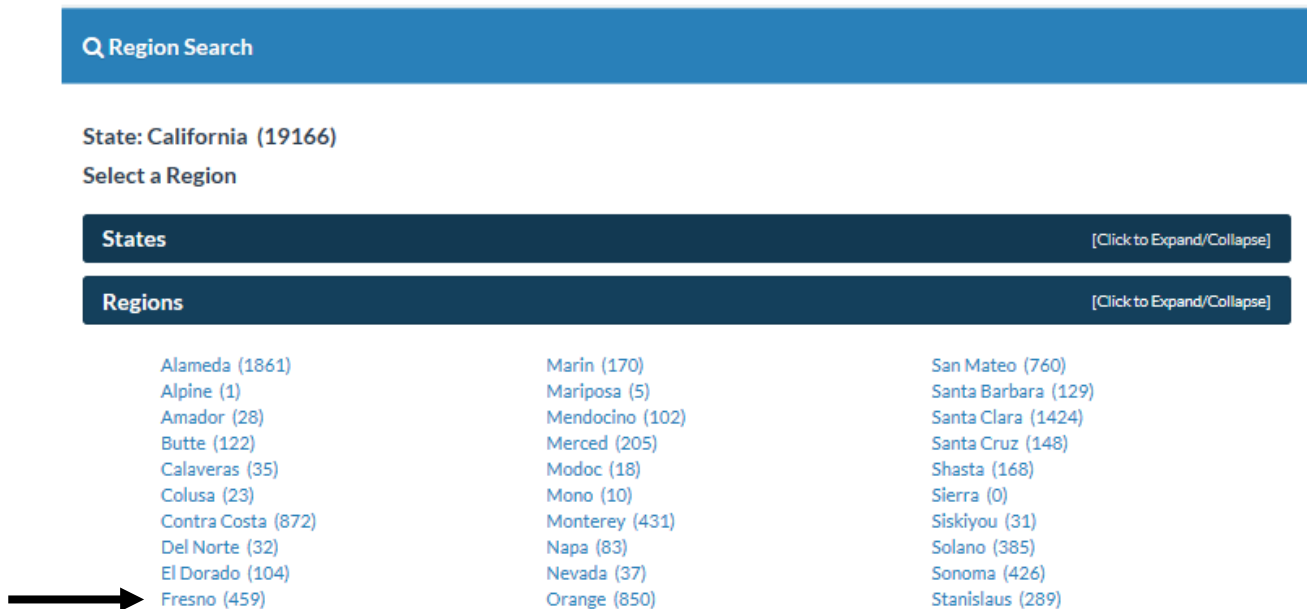 Region Search
State: California (19166)
Select a Region
States [Click to Expand/Collapse]
Regions [Click to Expand/Collapse]
Alameda (1861)
Alpine (1)
Amador (28)
Butte (122)
Calaveras (35)
Colusa (23)
Contra Costa (872)
Del Norte (32)
El Dorado (104)
Fresno (459)
Marin (170)
Mariposa (5)
Mendocino (102)
Merced (205)
Modoc (18)
Mono (10)
Monterey (431)
Napa (83)
Nevada (37)
Orange (850)
San Mateo (760)
Santa Barbara (129)
Santa Clara (1424)
Santa Cruz (148)
Shasta (168)
Sierra (0)
Siskiyou (31)
Solano (385)
Sonoma (426)
Stanislaus (289)